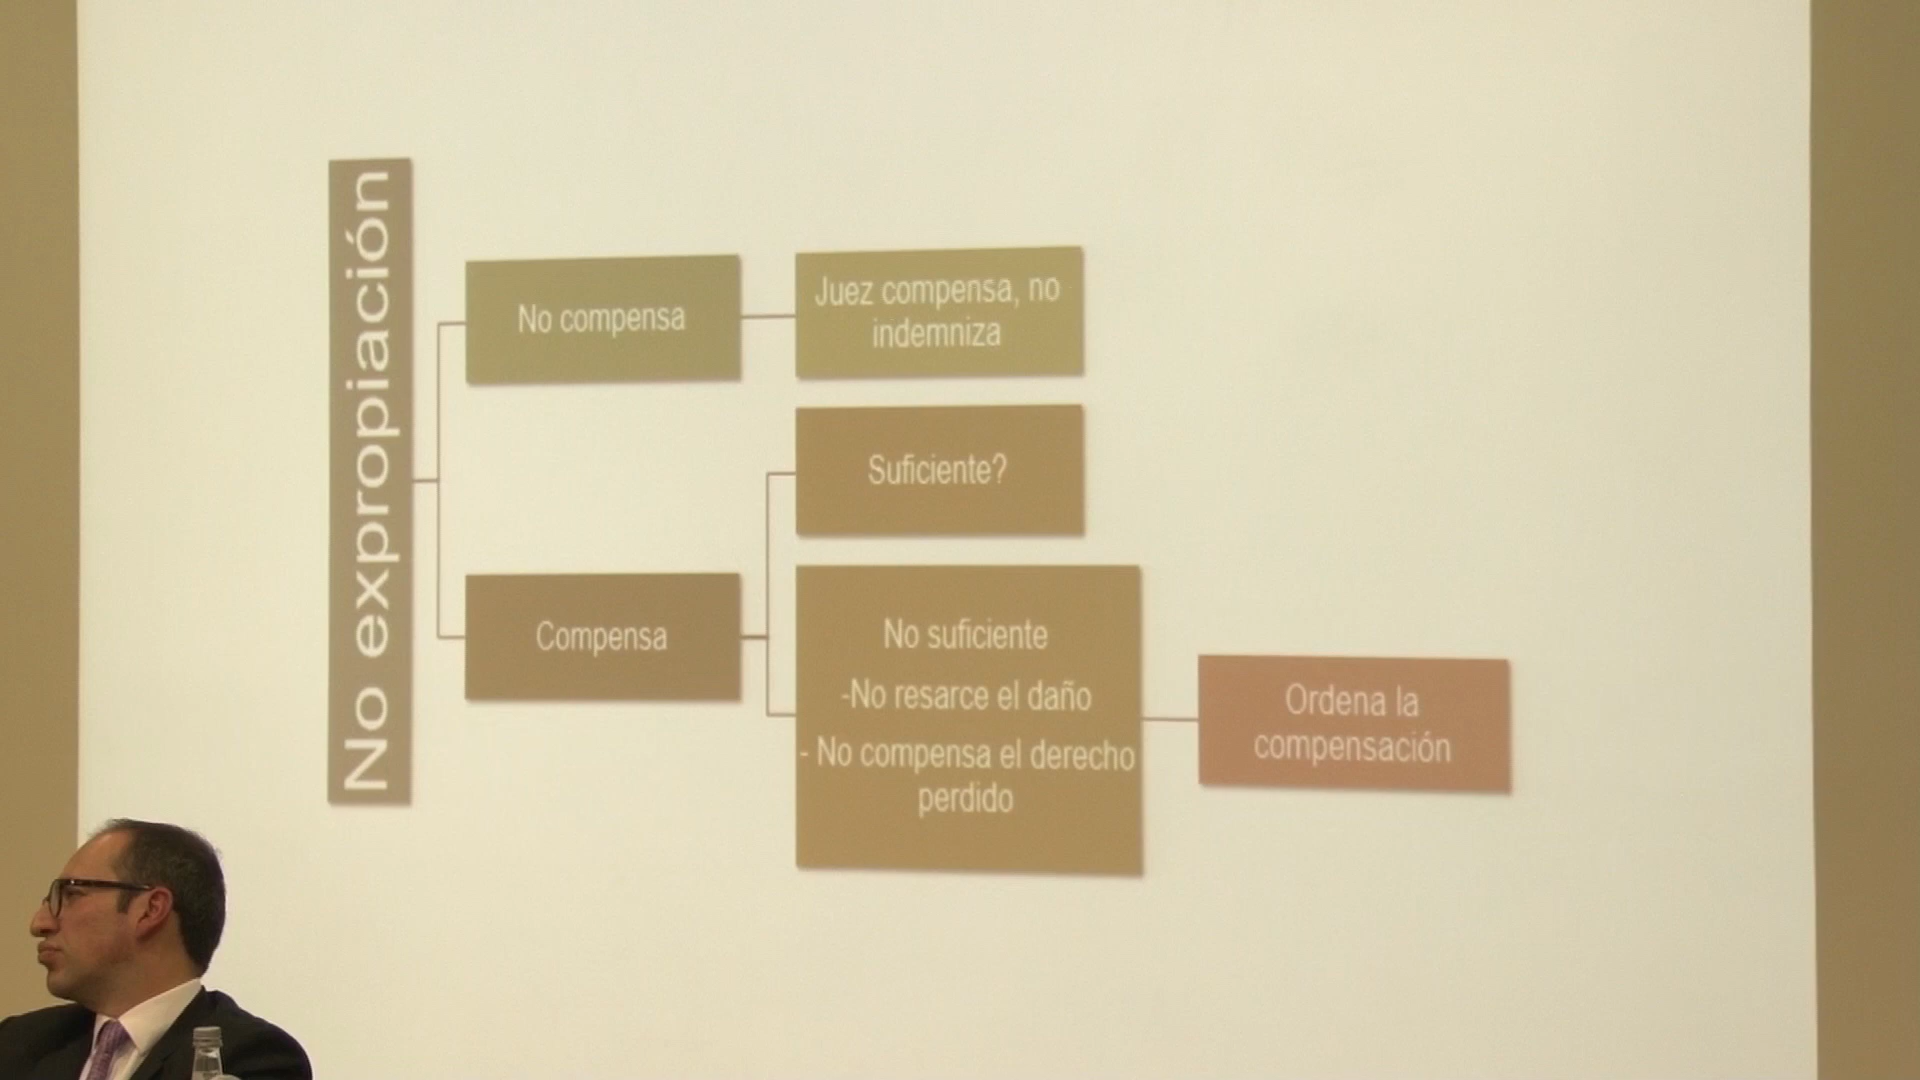 No expropiación
No compensa
Juez compensa, no
indemniza
Suficiente?
Compensa
No suficiente
-No resarce el daño
- No compensa el derecho
perdido
Ordena la
compensación